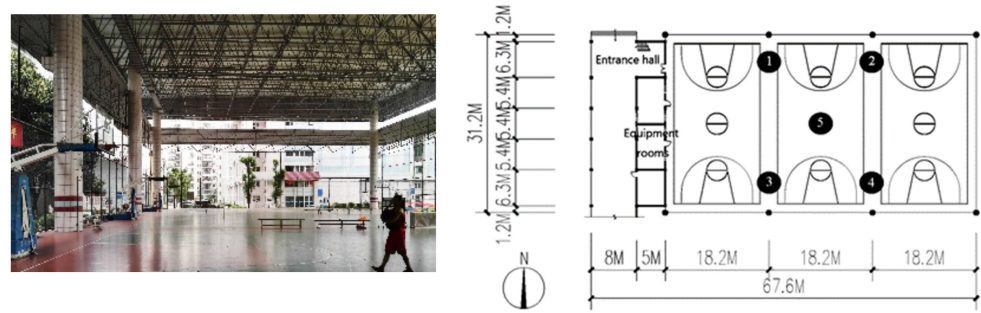 1.2M
6.3M
5.4M
5.4M
5.4M
6.3M
1.2M
31.2M
N
Entrance hall
Equipment
rooms
1
2
5
3
4
8M
5M
18.2M
18.2M
18.2M
67.6M